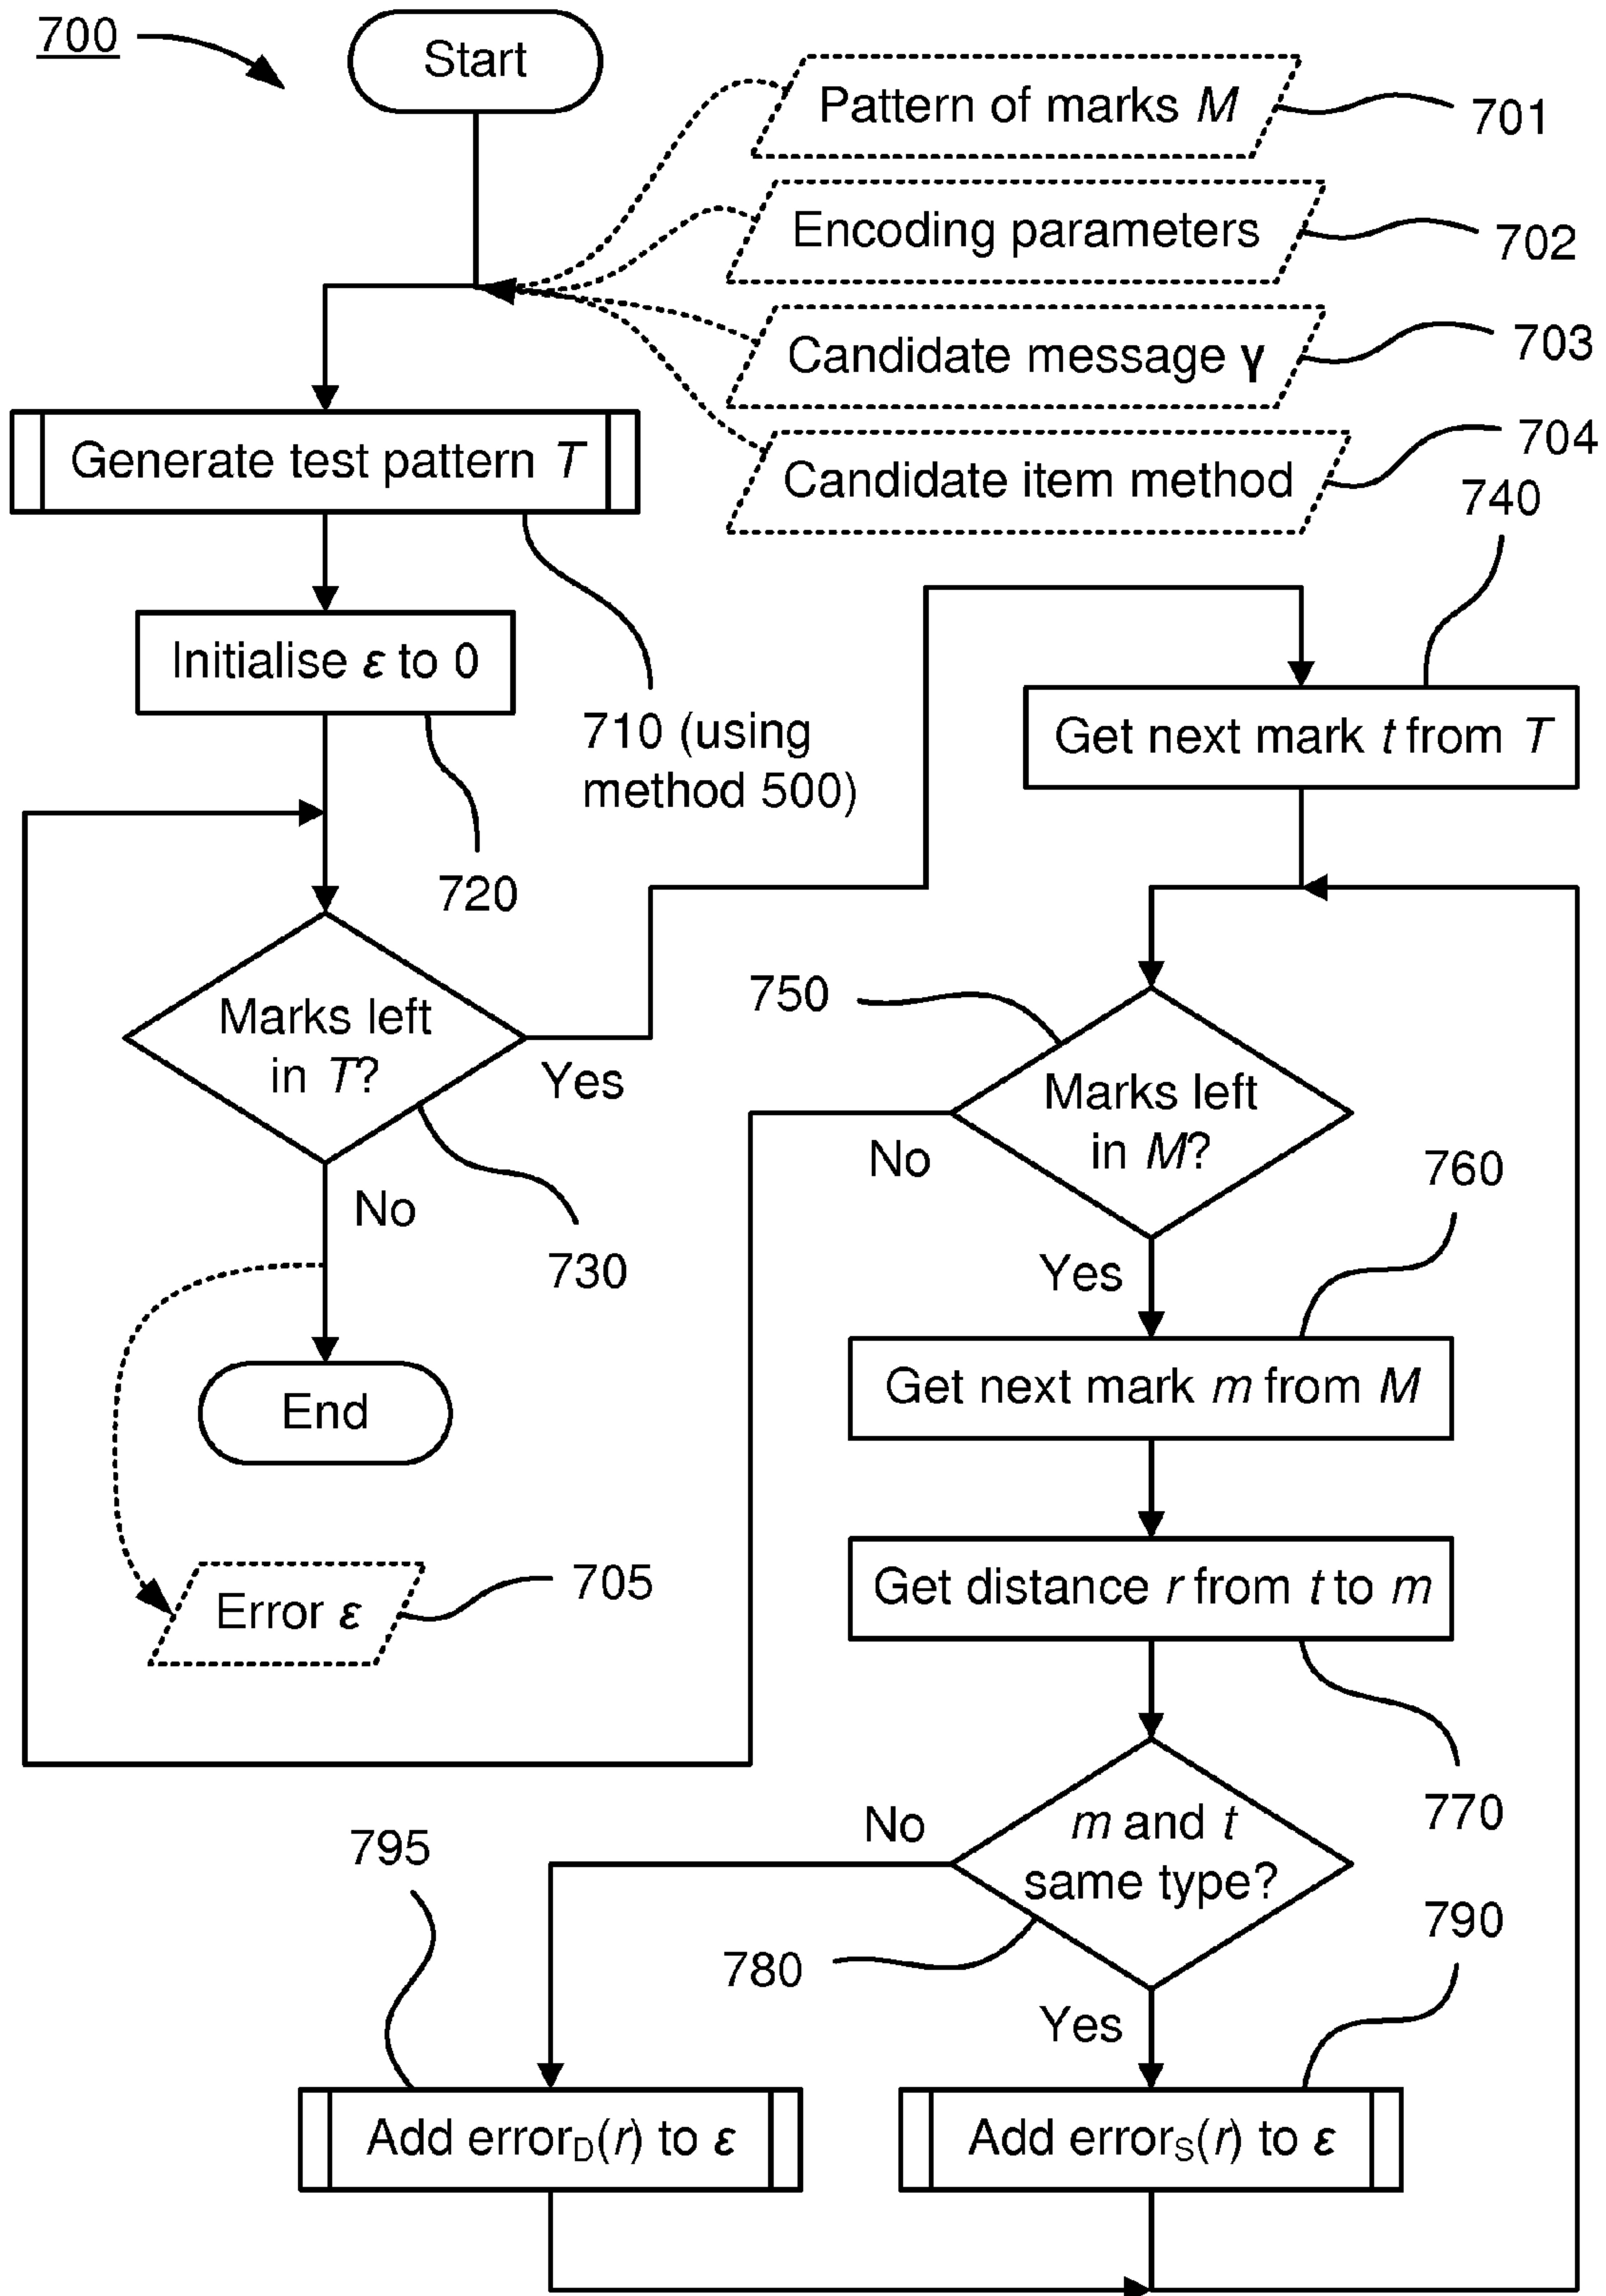 700
Start
Pattern of marks M
701
Encoding parameters
702
Candidate message γ
703
Candidate item method
704
Generate test pattern T
740
Initialise ε to 0
710 (using
method 500)
Get next mark t from T
720
Marks left
in T?
Yes
No
730
750
Marks left
in M?
No
Yes
760
End
Get next mark m from M
Error ε
705
Get distance r from t to m
770
m and t
same type?
No
795
780
Yes
790
Add errorD(r) to ε
Add errorS(r) to ε